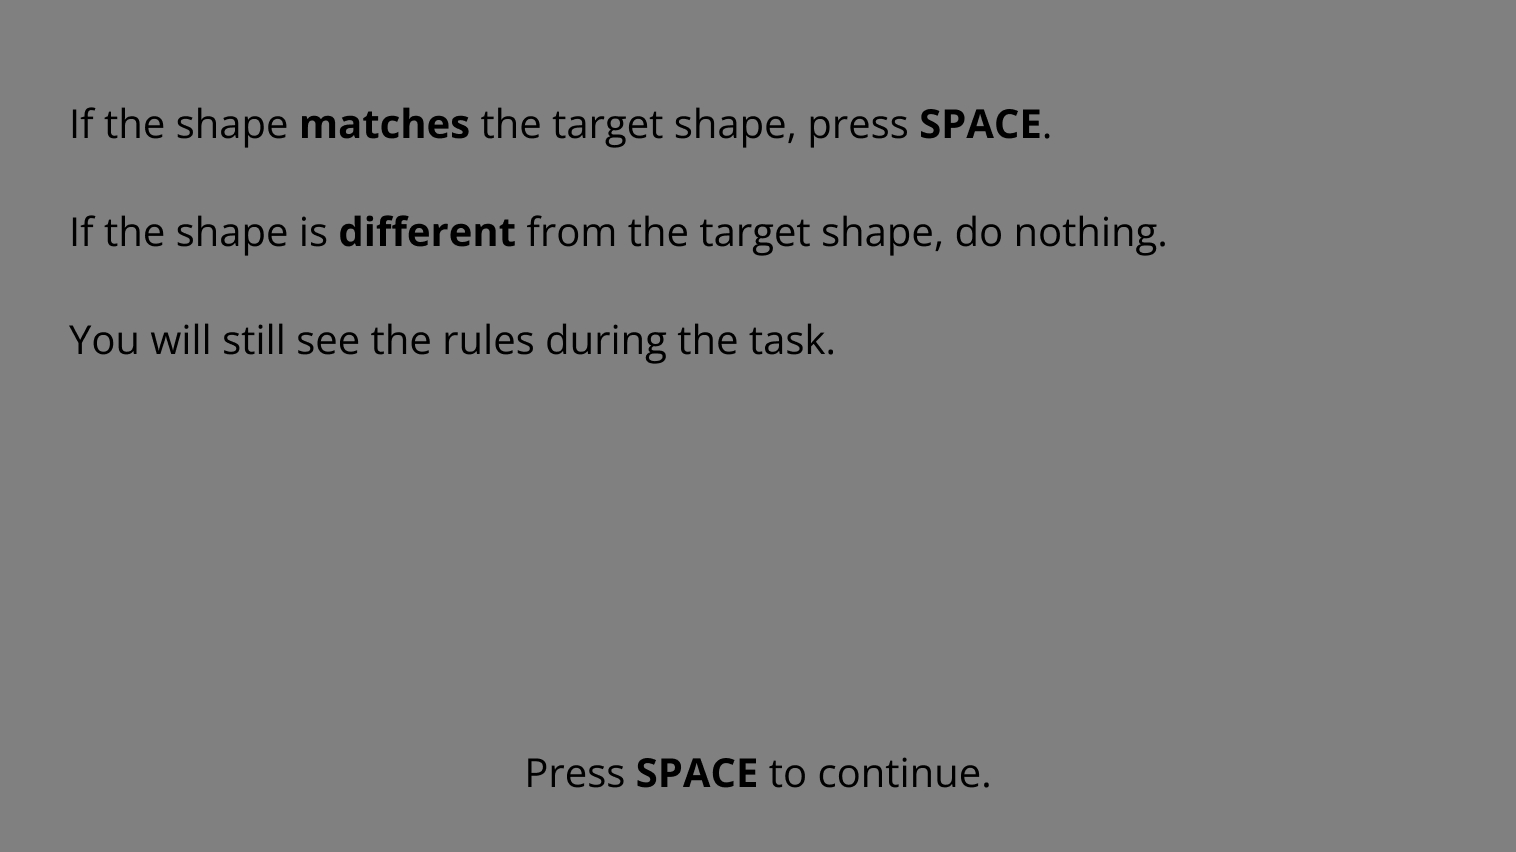 If the shape matches the target shape, press SPACE.
If the shape is different from the target shape, do nothing.
You will still see the rules during the task.
Press SPACE to continue.